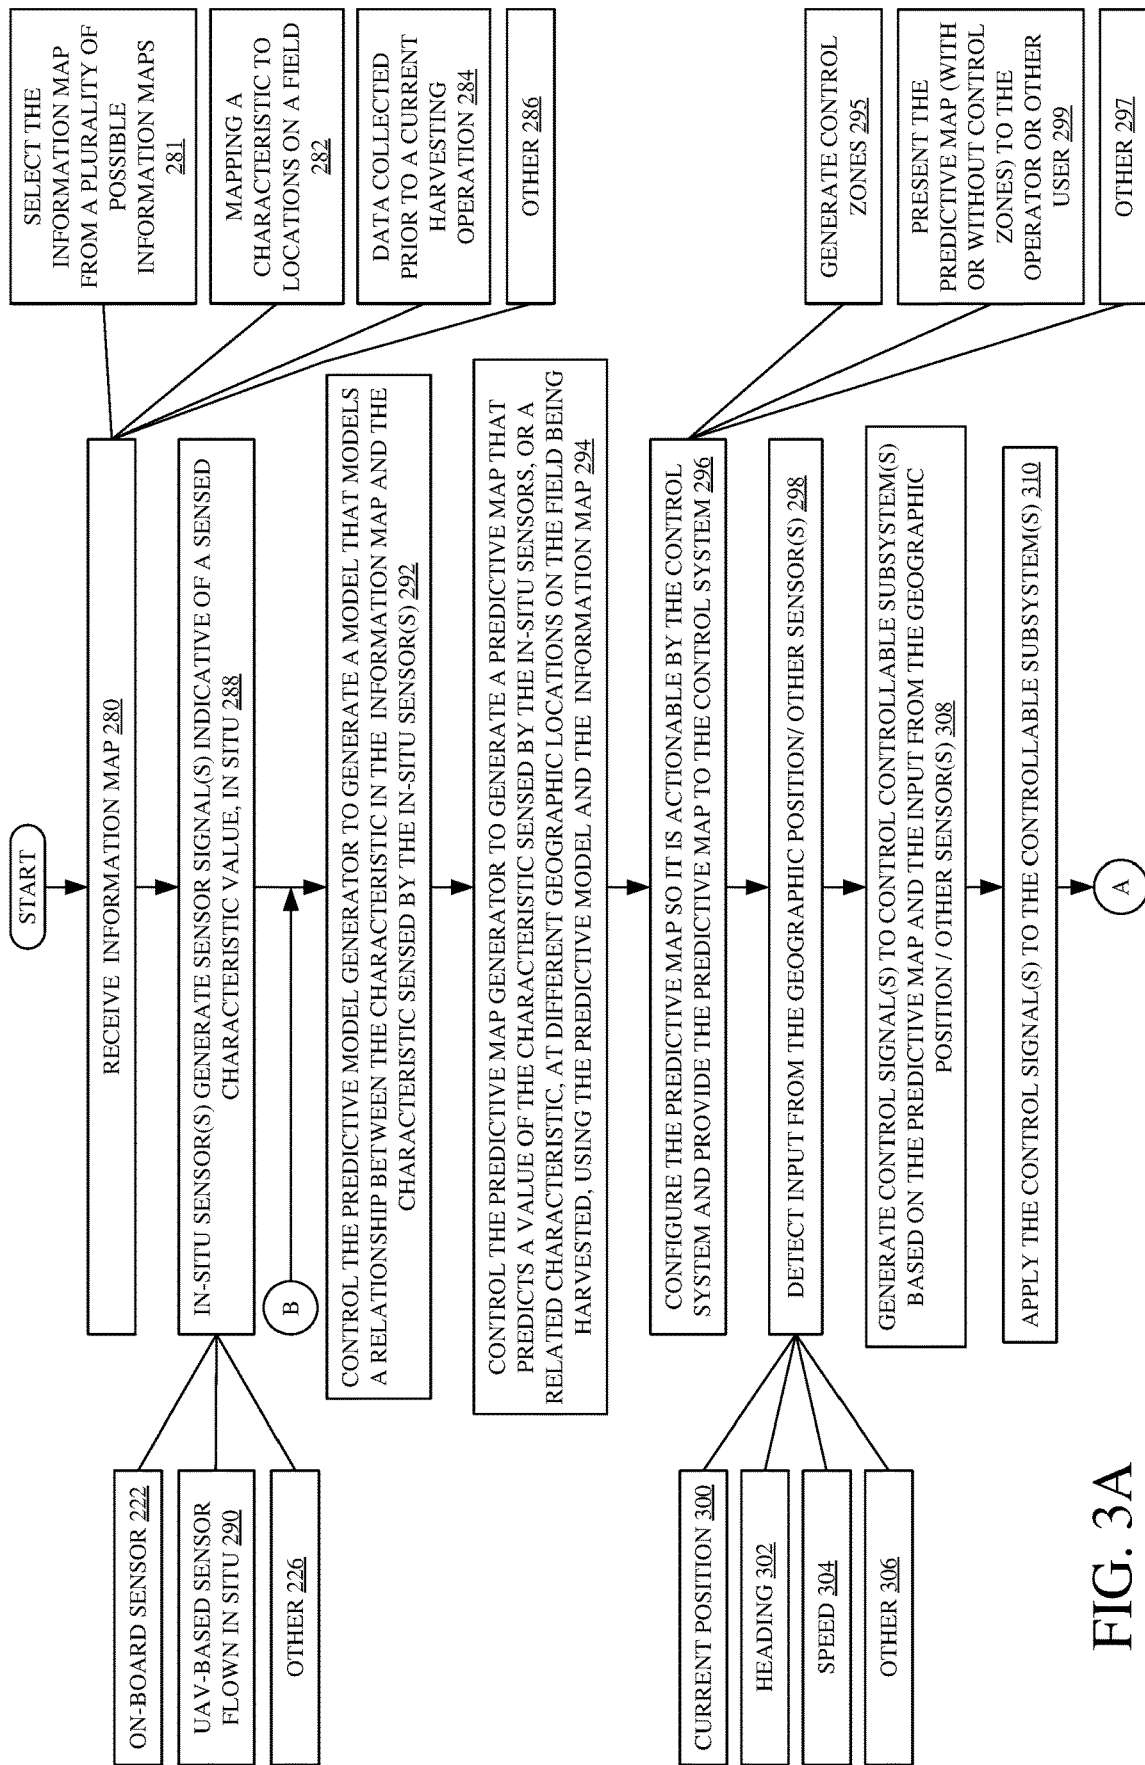 START
RECEIVE INFORMATION MAP 280
SELECT THE
INFORMATION MAP
FROM A PLURALITY OF
POSSIBLE
INFORMATION MAPS
281
MAPPING A
CHARACTERISTIC TO
LOCATIONS ON A FIELD
282
DATA COLLECTED
PRIOR TO A CURRENT
HARVESTING
OPERATION 284
OTHER 286
IN-SITU SENSOR(S) GENERATE SENSOR SIGNAL(S) INDICATIVE OF A SENSED
CHARACTERISTIC VALUE, IN SITU 288
ON-BOARD SENSOR 222
UAV-BASED SENSOR
FLOWN IN SITU 290
OTHER 226
B
CONTROL THE PREDICTIVE MODEL GENERATOR TO GENERATE A MODEL THAT MODELS
A RELATIONSHIP BETWEEN THE CHARACTERISTIC IN THE INFORMATION MAP AND THE
CHARACTERISTIC SENSED BY THE IN-SITU SENSOR(S) 292
CONTROL THE PREDICTIVE MAP GENERATOR TO GENERATE A PREDICTIVE MAP THAT
PREDICTS A VALUE OF THE CHARACTERISTIC SENSED BY THE IN-SITU SENSORS, OR A
RELATED CHARACTERISTIC, AT DIFFERENT GEOGRAPHIC LOCATIONS ON THE FIELD BEING
HARVESTED, USING THE PREDICTIVE MODEL AND THE INFORMATION MAP 294
CONFIGURE THE PREDICTIVE MAP SO IT IS ACTIONABLE BY THE CONTROL
SYSTEM AND PROVIDE THE PREDICTIVE MAP TO THE CONTROL SYSTEM 296
GENERATE CONTROL
ZONES 295
PRESENT THE
PREDICTIVE MAP (WITH
OR WITHOUT CONTROL
ZONES) TO THE
OPERATOR OR OTHER
USER 299
OTHER 297
DETECT INPUT FROM THE GEOGRAPHIC POSITION/ OTHER SENSOR(S) 298
CURRENT POSITION 300
HEADING 302
SPEED 304
OTHER 306
GENERATE CONTROL SIGNAL(S) TO CONTROL CONTROLLABLE SUBSYSTEM(S)
BASED ON THE PREDICTIVE MAP AND THE INPUT FROM THE GEOGRAPHIC
POSITION / OTHER SENSOR(S) 308
APPLY THE CONTROL SIGNAL(S) TO THE CONTROLLABLE SUBSYSTEM(S) 310
A
FIG. 3A